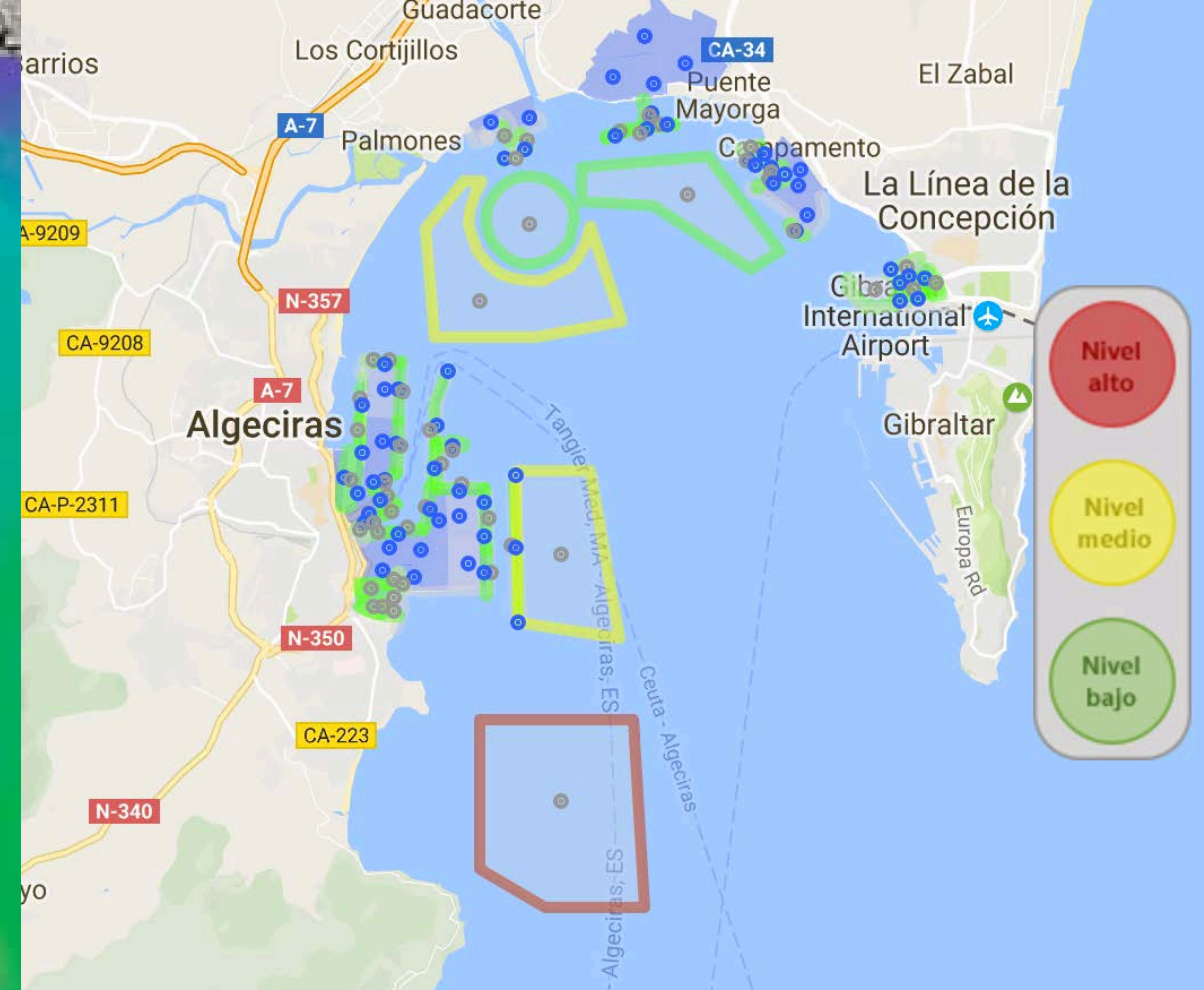 Guadacorte
Los Cortijillos
CA-34
Barrios
Puente
Mayorga
El Zabal
A-7
Palmones
Campamento
La Línea de la
Concepción
A-9209
N-357
International
Airport
CA-9208
A-7
Algeciras
Gibraltar
Nivel
alto
Tangier Med, MA - Algeciras, ES
CA-P-2311
Europa Rd
Nivel
medio
N-350
Ceuta - Algeciras
Nivel
bajo
CA-223
N-340
yo
Algeciras, ES